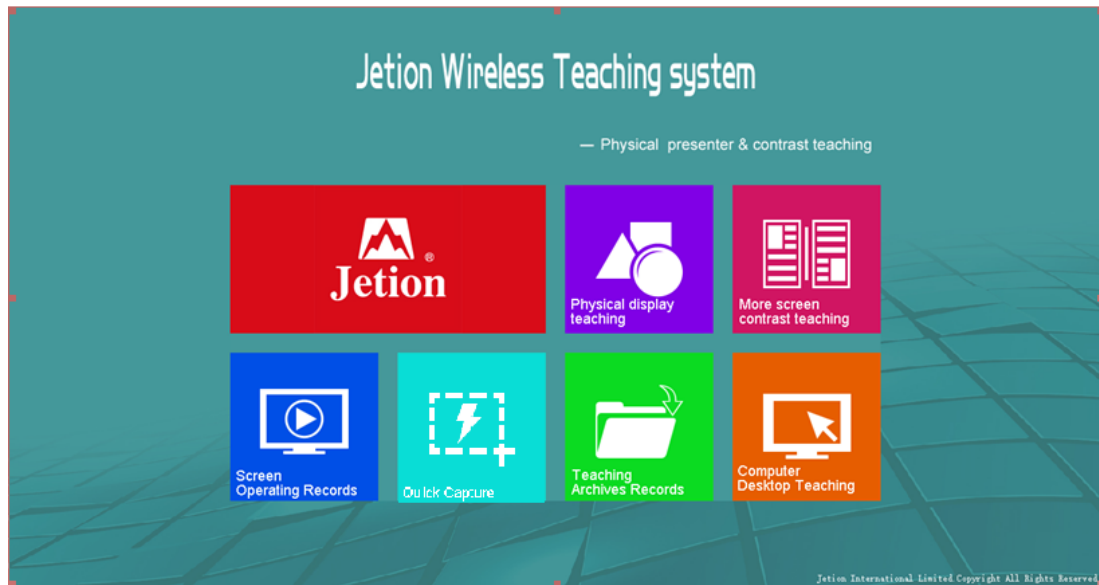 Jetion Wireless Teaching system
— Physical presenter & contrast teaching
Jetion®
Physical display
teaching
More screen
contrast teaching
Screen
Operating Records
Quick Capture
Teaching
Archives Records
Computer
Desktop Teaching
Jetion International Limited Copyright All Rights Reserved